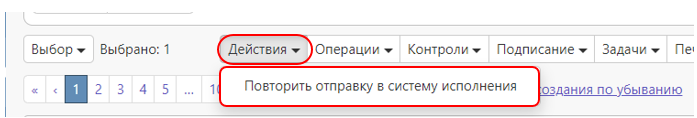 Выбор Выбрано: 1 Действия Операции Контроли Подписание Задачи
« ‹ 1 2 3 4 5 ... Повторить отправку в систему исполнения создания по убыванию